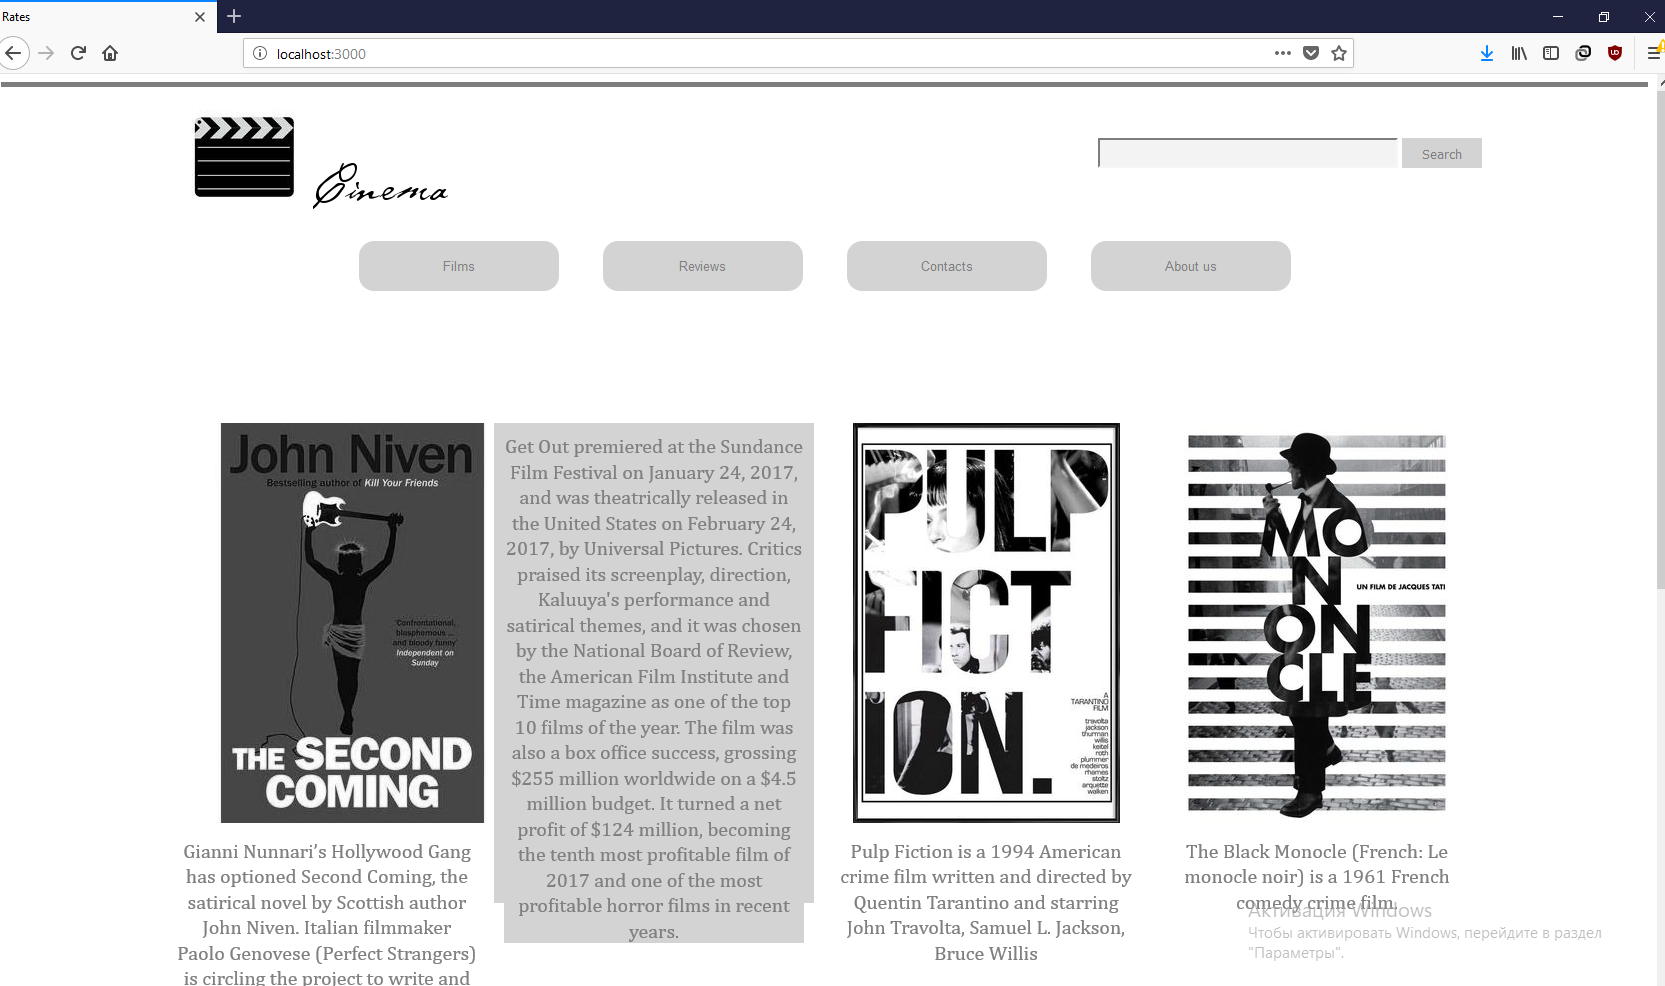 Rates
localhost:3000
Cinema
Search
Films
Reviews
Contacts
About us
John Niven
Bestselling author of Kill Your Friends
'Confrontational,
blasphemous ...
and bloody funny'
Independent on
Sunday
THE SECOND
COMING
Gianni Nunnari’s Hollywood Gang
has optioned Second Coming, the
satirical novel by Scottish author
John Niven. Italian filmmaker
Paolo Genovese (Perfect Strangers)
is circling the project to write and
Get Out premiered at the Sundance
Film Festival on January 24, 2017,
and was theatrically released in
the United States on February 24,
2017, by Universal Pictures. Critics
praised its screenplay, direction,
Kaluuya's performance and
satirical themes, and it was chosen
by the National Board of Review,
the American Film Institute and
Time magazine as one of the top
10 films of the year. The film was
also a box office success, grossing
$255 million worldwide on a $4.5
million budget. It turned a net
profit of $124 million, becoming
the tenth most profitable film of
2017 and one of the most
profitable horror films in recent
years.
PULP
FICT
ION.
A
TARANTINO
FILM
travolta
jackson
thurman
willis
keitel
roth
plummer
de medeiros
rhames
stoltz
arquette
walken
Pulp Fiction is a 1994 American
crime film written and directed by
Quentin Tarantino and starring
John Travolta, Samuel L. Jackson,
Bruce Willis
MO
N
UN FILM DE JACQUES TATI
ON
CLE
The Black Monocle (French: Le
monocle noir) is a 1961 French
comedy crime film.
Активация Windows
Чтобы активировать Windows, перейдите в раздел
"Параметры".